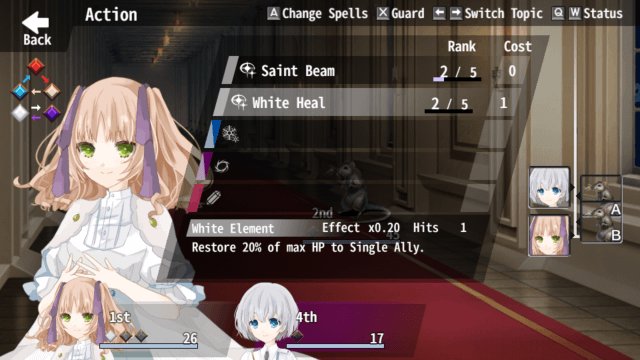 Action
A Change Spells X Guard Switch Topic Q W Status
Back
Rank Cost
Saint Beam 2 / 5 0
White Heal 2 / 5 1
2nd
White Element Effect x0.20 Hits 1
Restore 20% of max HP to Single Ally.
A
B
1st 4th
26 17